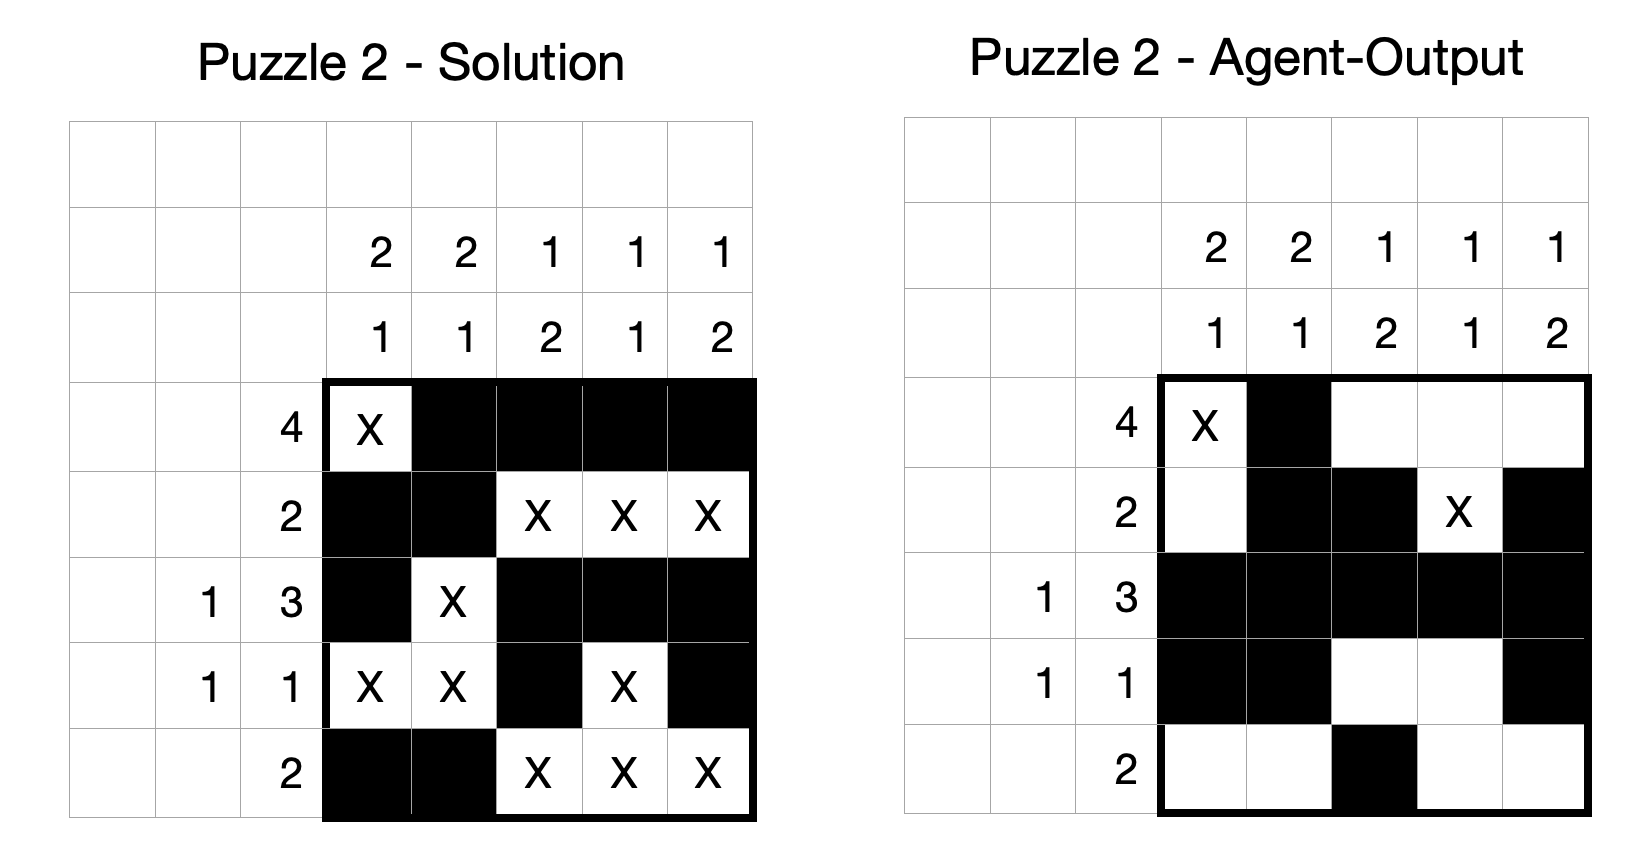 Puzzle 2 - Solution
2 2 1 1 1
1 1 2 1 2
4 X
2 X X X
1 3 X
1 1 X X X
2 X X X
Puzzle 2 - Agent-Output
2 2 1 1 1
1 1 2 1 2
4 X
2 X
1 3
1 1
2